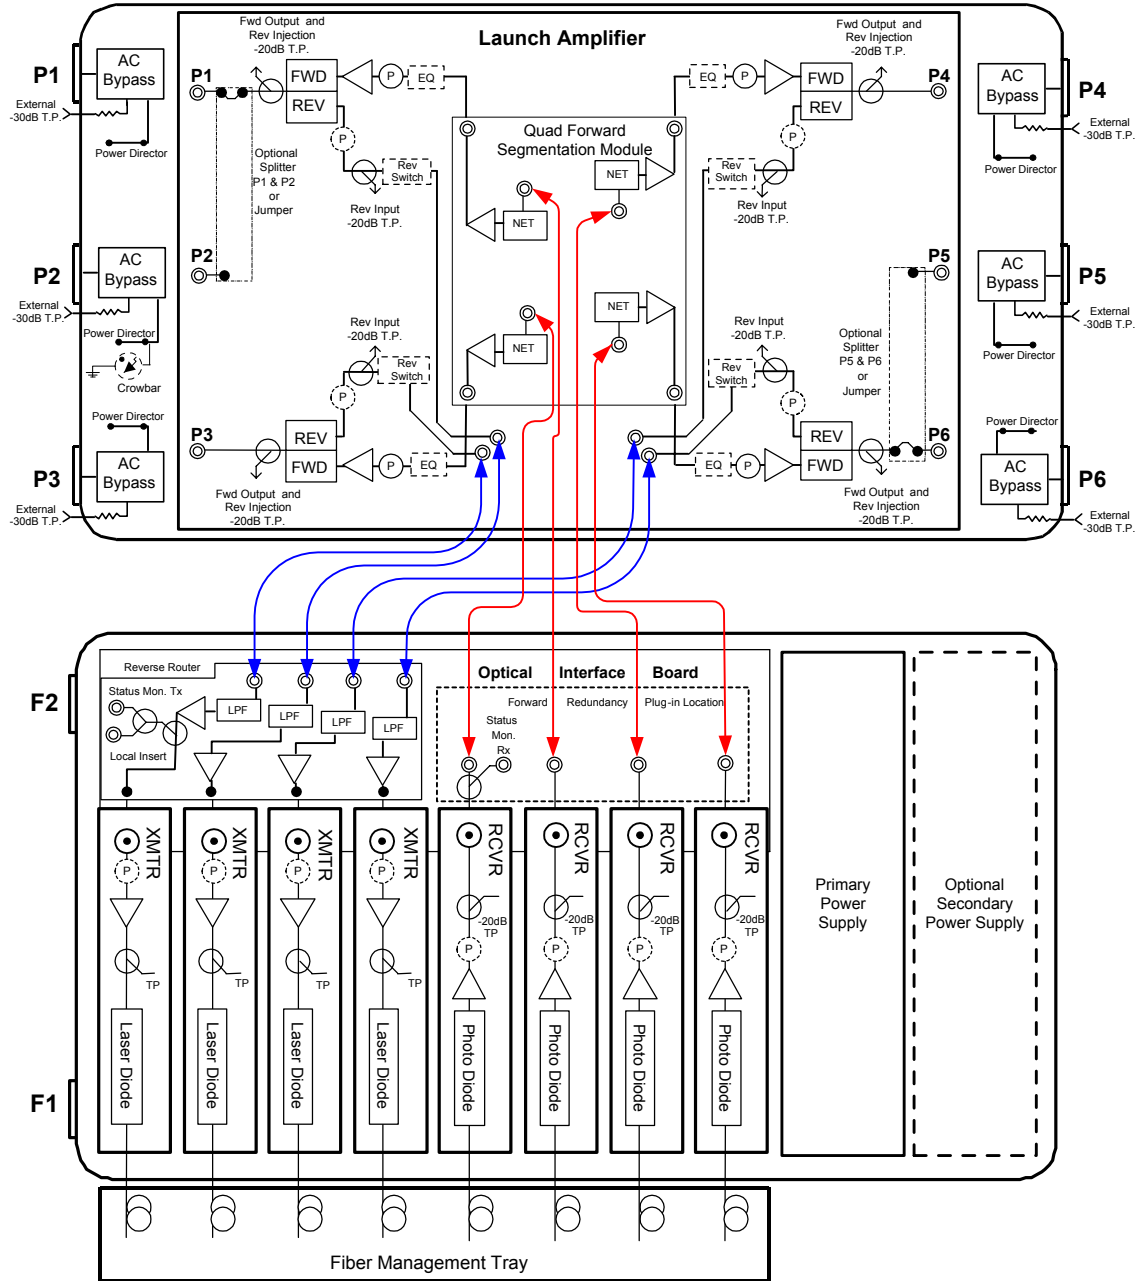 Launch Amplifier
P1
AC
Bypass
External
-30dB T.P.
Power Director
P2
AC
Bypass
External
-30dB T.P.
Power Director
Crowbar
Power Director
P3
AC
Bypass
External
-30dB T.P.
Fwd Output and
Rev Injection
-20dB T.P.
P1
FWD
REV
P
EQ
P
Optional
Splitter
P1 & P2
or
Jumper
Rev
Switch
Rev Input
-20dB T.P.
P2
Rev Input
-20dB T.P.
Rev
Switch
P
P3
REV
FWD
P
EQ
Fwd Output and
Rev Injection
-20dB T.P.
Quad Forward
Segmentation Module
NET
NET
NET
NET
Fwd Output and
Rev Injection
-20dB T.P.
EQ
P
FWD
REV
P4
P
Rev
Switch
Rev Input
-20dB T.P.
P5
Rev Input
-20dB T.P.
Optional
Splitter
P5 & P6
or
Jumper
Rev
Switch
P
REV
FWD
P6
EQ
P
Fwd Output and
Rev Injection
-20dB T.P.
AC
Bypass
P4
External
-30dB T.P.
Power Director
AC
Bypass
P5
External
-30dB T.P.
Power Director
Power Director
AC
Bypass
P6
External
-30dB T.P.
F2
F1
Reverse Router
Status Mon. Tx
Local Insert
LPF
LPF
LPF
LPF
Optical Interface Board
Forward Redundancy Plug-in Location
Status
Mon.
Rx
XMTR
P
TP
Laser Diode
XMTR
P
TP
Laser Diode
XMTR
P
TP
Laser Diode
XMTR
P
TP
Laser Diode
RCVR
-20dB
TP
P
Photo Diode
RCVR
-20dB
TP
P
Photo Diode
RCVR
-20dB
TP
P
Photo Diode
RCVR
-20dB
TP
P
Photo Diode
Primary
Power
Supply
Optional
Secondary
Power Supply
Fiber Management Tray